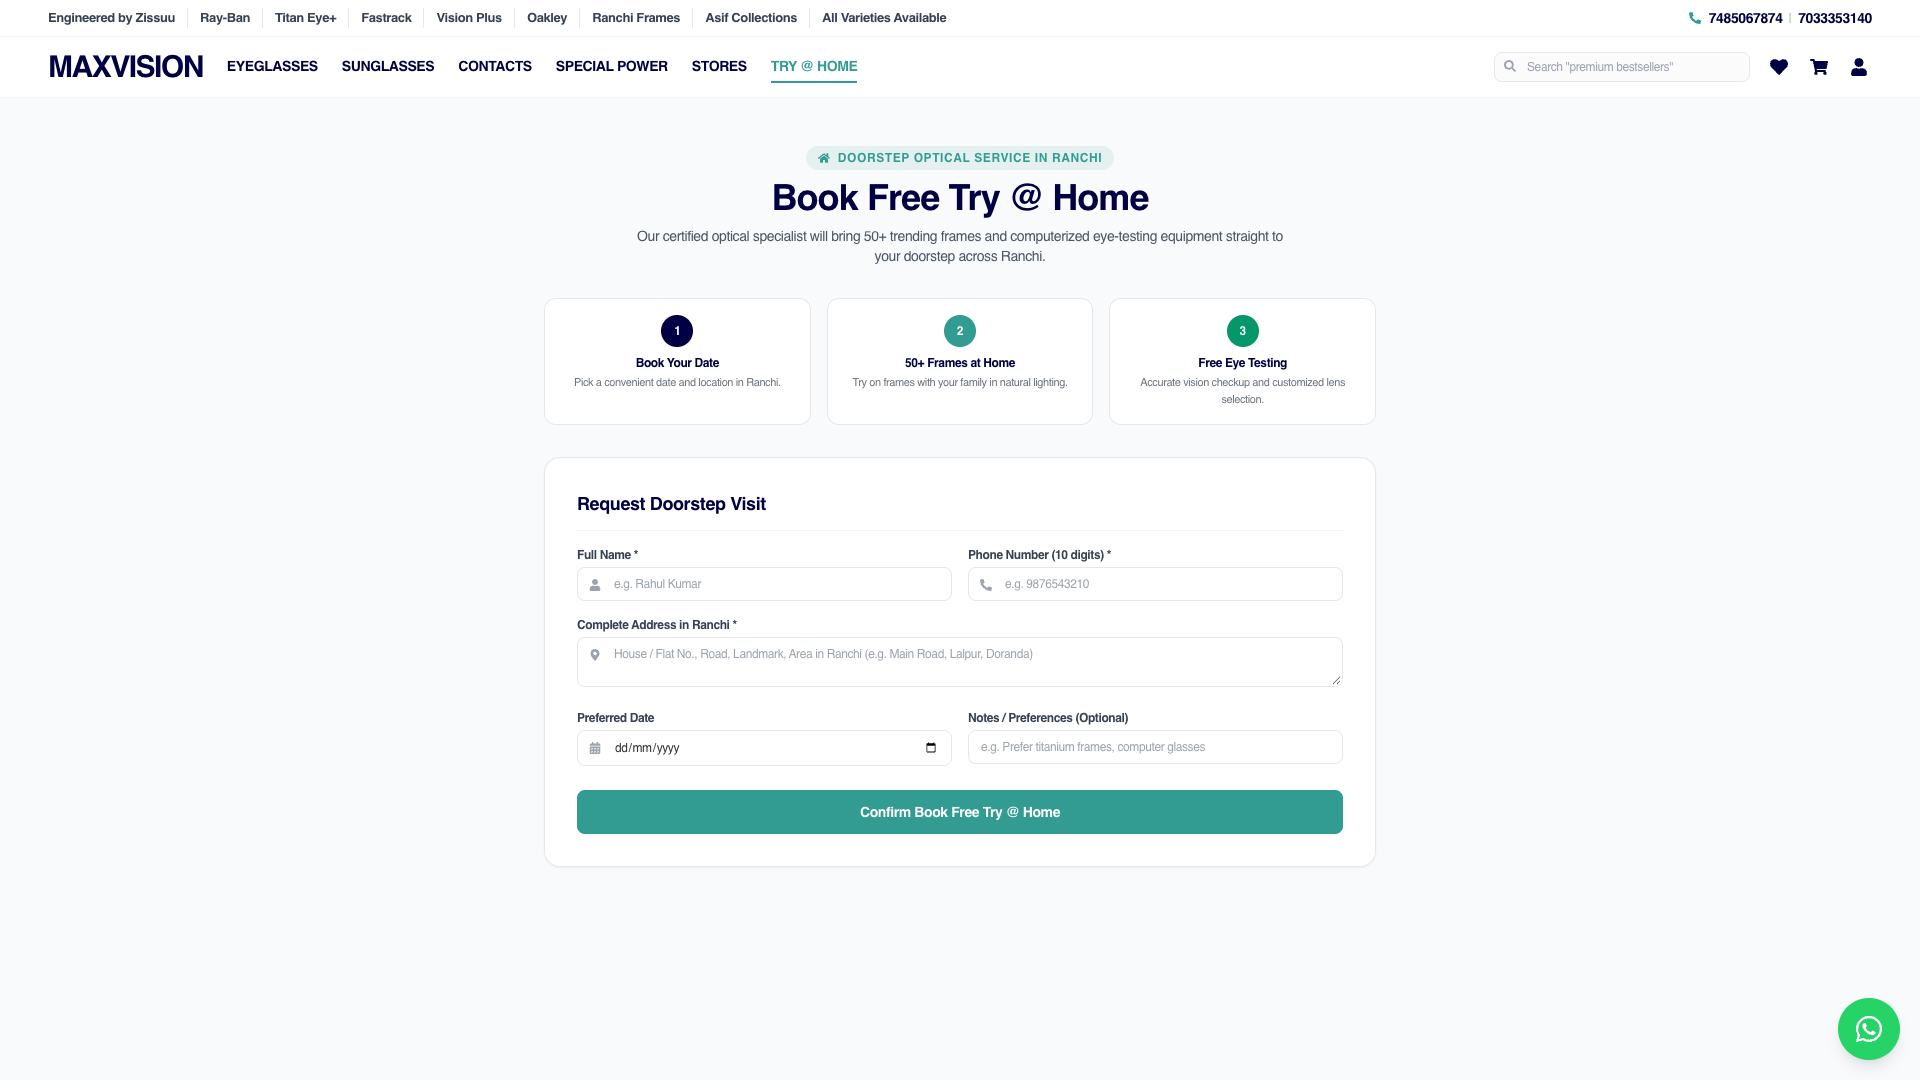 Engineered by Zissuu
Ray-Ban
Titan Eye+
Fastrack
Vision Plus
Oakley
Ranchi Frames
Asif Collections
All Varieties Available
7485067874 | 7033353140
MAXVISION
EYEGLASSES
SUNGLASSES
CONTACTS
SPECIAL POWER
STORES
TRY @ HOME
Search "premium bestsellers"
DOORSTEP OPTICAL SERVICE IN RANCHI
Book Free Try @ Home
Our certified optical specialist will bring 50+ trending frames and computerized eye-testing equipment straight to
your doorstep across Ranchi.
1
Book Your Date
Pick a convenient date and location in Ranchi.
2
50+ Frames at Home
Try on frames with your family in natural lighting.
3
Free Eye Testing
Accurate vision checkup and customized lens
selection.
Request Doorstep Visit
Full Name *
e.g. Rahul Kumar
Phone Number (10 digits) *
e.g. 9876543210
Complete Address in Ranchi *
House / Flat No., Road, Landmark, Area in Ranchi (e.g. Main Road, Lalpur, Doranda)
Preferred Date
dd/mm/yyyy
Notes / Preferences (Optional)
e.g. Prefer titanium frames, computer glasses
Confirm Book Free Try @ Home